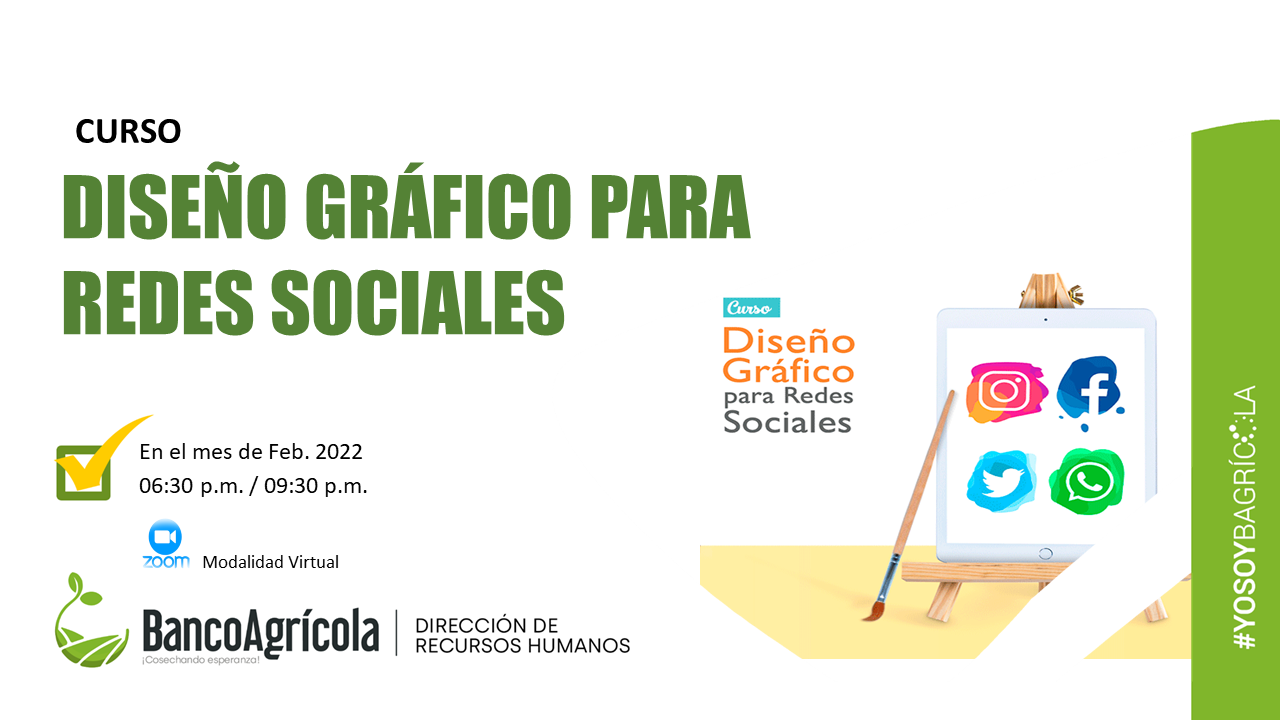 CURSO
DISEÑO GRÁFICO PARA
REDES SOCIALES
Curso
Diseño
Gráfico
para Redes
Sociales
En el mes de Feb. 2022
06:30 p.m. / 09:30 p.m.
zoom Modalidad Virtual
BancoAgrícola
¡Cosechando esperanza!
DIRECCIÓN DE
RECURSOS HUMANOS
#YOSOYBAGRÍCOLA